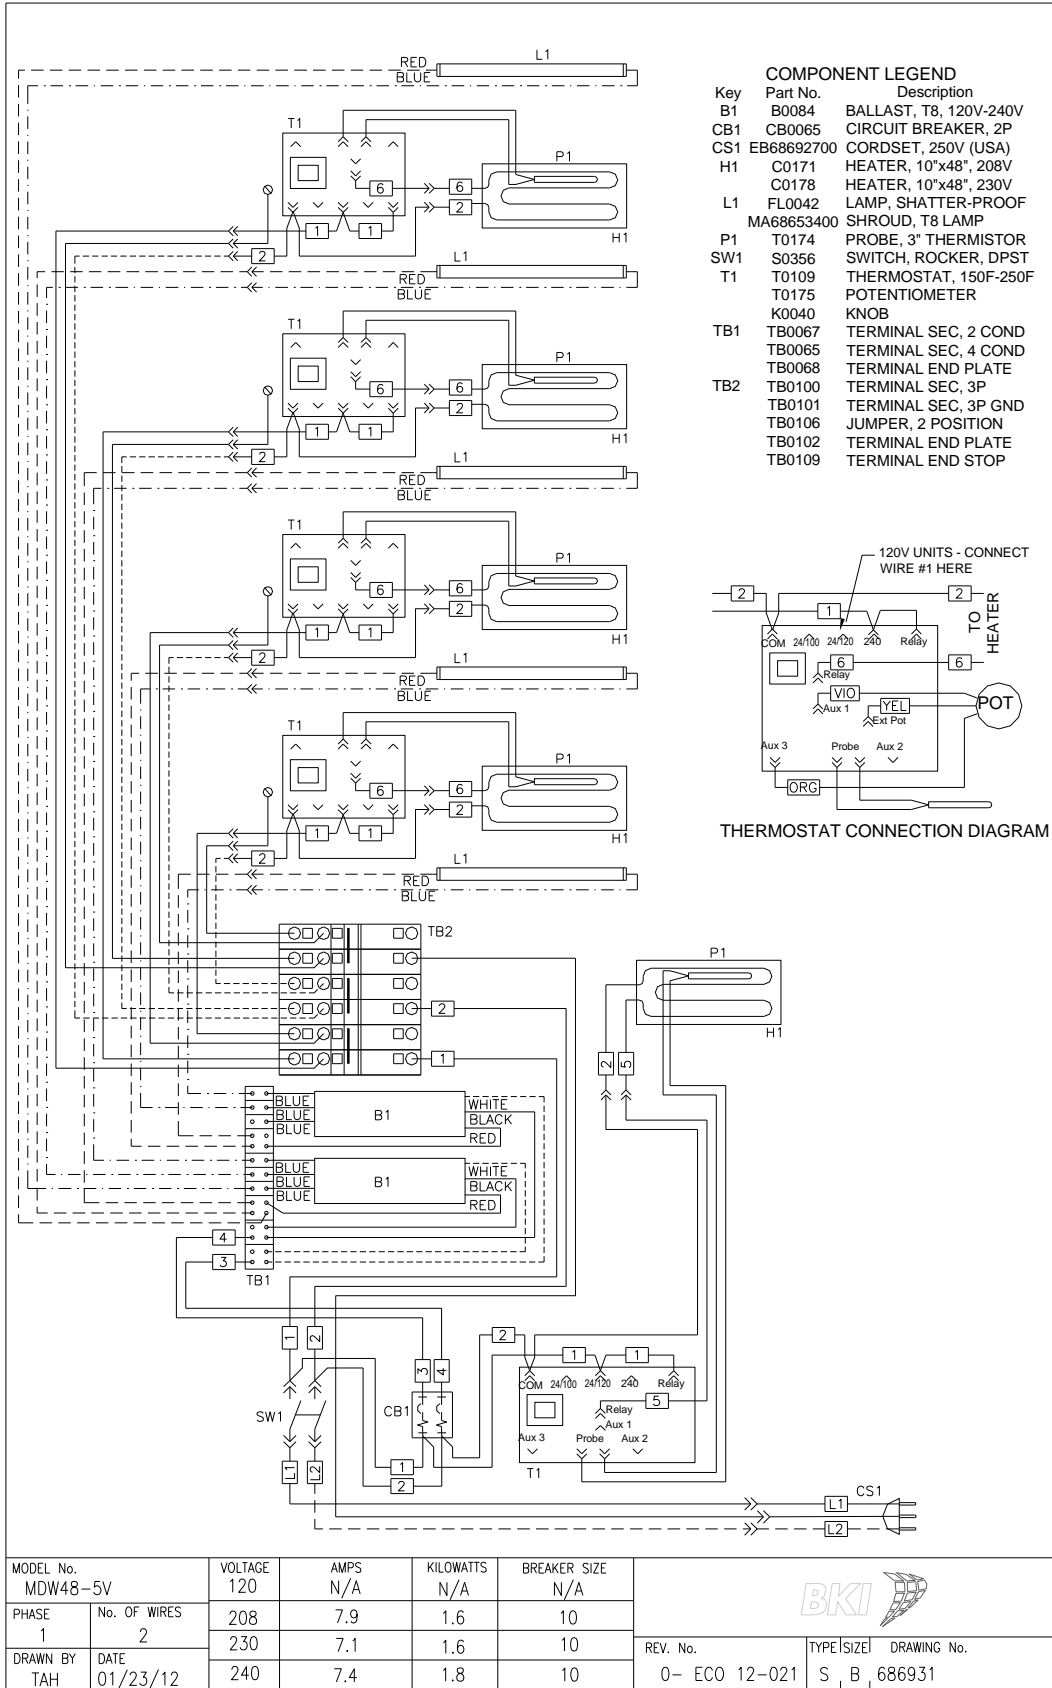 L1
RED
BLUE
COMPONENT LEGEND
Key Part No. Description
B1 B0084 BALLAST, T8, 120V-240V
CB1 CB0065 CIRCUIT BREAKER, 2P
CS1 EB68692700 CORDSET, 250V (USA)
H1 C0171 HEATER, 10"x48", 208V
C0178 HEATER, 10"x48", 230V
L1 FL0042 LAMP, SHATTER-PROOF
MA68653400 SHROUD, T8 LAMP
P1 T0174 PROBE, 3" THERMISTOR
SW1 S0356 SWITCH, ROCKER, DPST
T1 T0109 THERMOSTAT, 150F-250F
T0175 POTENTIOMETER
K0040 KNOB
TB1 TB0067 TERMINAL SEC, 2 COND
TB0065 TERMINAL SEC, 4 COND
TB0068 TERMINAL END PLATE
TB2 TB0100 TERMINAL SEC, 3P
TB0101 TERMINAL SEC, 3P GND
TB0106 JUMPER, 2 POSITION
TB0102 TERMINAL END PLATE
TB0109 TERMINAL END STOP
T1
P1
6 6
2
1 1
H1
2
L1
RED
BLUE
T1
P1
6 6
2
1 1
H1
2
L1
RED
BLUE
T1
P1
6 6
2
1 1
H1
2
L1
RED
BLUE
T1
P1
6 6
2
1 1
H1
2
L1
RED
BLUE
120V UNITS - CONNECT
WIRE #1 HERE
2 2
1
TO
HEATER
COM 24/100 24/120 240 Relay
6 6
Relay
VIO
Aux 1 YEL POT
Ext Pot
Aux 3 Probe Aux 2
ORG
THERMOSTAT CONNECTION DIAGRAM
TB2
2
1
P1
H1
2 5
BLUE WHITE
BLUE B1 BLACK
BLUE RED
BLUE WHITE
BLUE B1 BLACK
BLUE RED
4
3
TB1
1 2
3 4
2
1 1
COM 24/100 24/120 240 Relay
5
Relay
Aux 1
Aux 3 Probe Aux 2
T1
SW1
CB1
1
2
L1 L2
CS1
L1
L2
MODEL No. VOLTAGE AMPS KILOWATTS BREAKER SIZE
MDW48-5V 120 N/A N/A N/A
PHASE No. OF WIRES
1 2
208 7.9 1.6 10
230 7.1 1.6 10
240 7.4 1.8 10
DRAWN BY DATE
TAH 01/23/12
BKI
REV. No. TYPE SIZE DRAWING No.
0- ECO 12-021 S B 686931